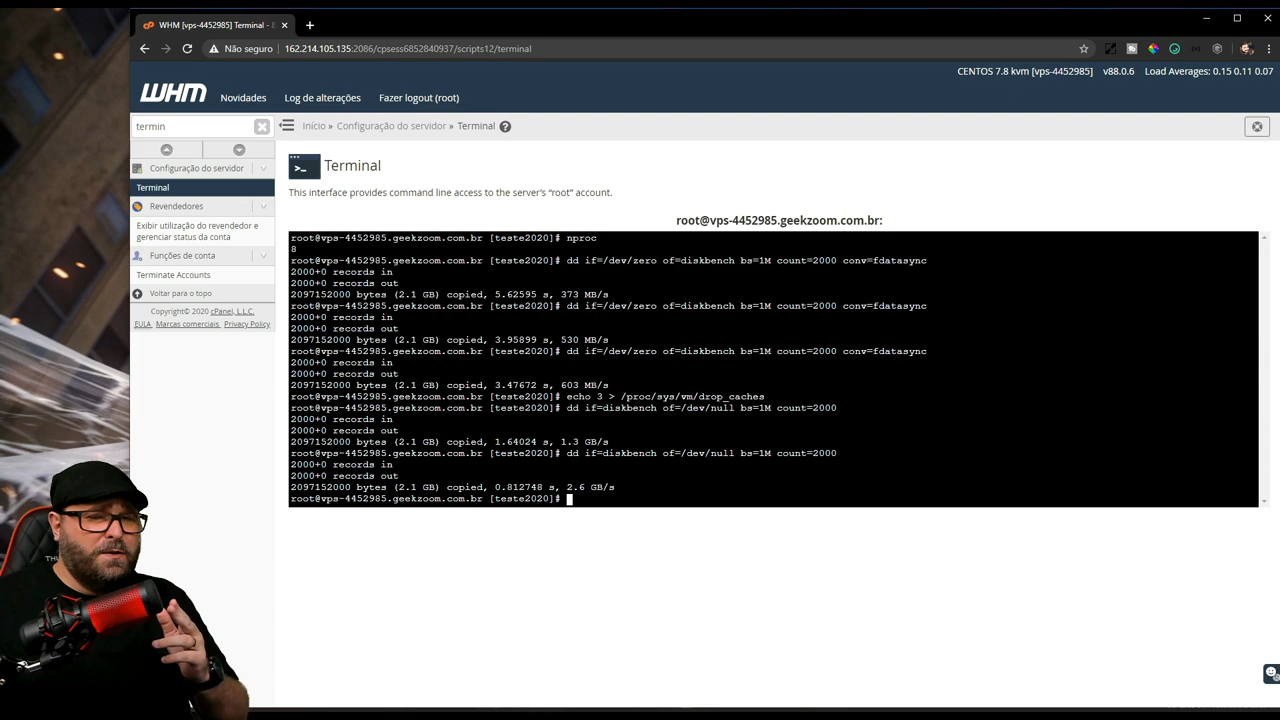 WHM [vps-4452985] Terminal -
Não seguro
162.214.105.135:2086/cpsess6852840937/scripts12/terminal
CENTOS 7.8 kvm [vps-4452985] v88.0.6 Load Averages: 0.15 0.11 0.07
WHM
Novidades Log de alterações Fazer logout (root)
termin
Início » Configuração do servidor » Terminal
Configuração do servidor
Terminal
Revendedores
Exibir utilização do revendedor e
gerenciar status da conta
Funções de conta
Terminate Accounts
Voltar para o topo
Copyright© 2020 cPanel, L.L.C.
EULA Marcas comerciais Privacy Policy
Terminal
This interface provides command line access to the server's “root” account.
root@vps-4452985.geekzoom.com.br:
root@vps-4452985.geekzoom.com.br [teste2020]# nproc
8
root@vps-4452985.geekzoom.com.br [teste2020]# dd if=/dev/zero of=diskbench bs=1M count=2000 conv=fdatasync
2000+0 records in
2000+0 records out
2097152000 bytes (2.1 GB) copied, 5.62595 s, 373 MB/s
root@vps-4452985.geekzoom.com.br [teste2020]# dd if=/dev/zero of=diskbench bs=1M count=2000 conv=fdatasync
2000+0 records in
2000+0 records out
2097152000 bytes (2.1 GB) copied, 3.95899 s, 530 MB/s
root@vps-4452985.geekzoom.com.br [teste2020]# dd if=/dev/zero of=diskbench bs=1M count=2000 conv=fdatasync
2000+0 records in
2000+0 records out
2097152000 bytes (2.1 GB) copied, 3.47672 s, 603 MB/s
root@vps-4452985.geekzoom.com.br [teste2020]# echo 3 > /proc/sys/vm/drop_caches
root@vps-4452985.geekzoom.com.br [teste2020]# dd if=diskbench of=/dev/null bs=1M count=2000
2000+0 records in
2000+0 records out
2097152000 bytes (2.1 GB) copied, 1.64024 s, 1.3 GB/s
root@vps-4452985.geekzoom.com.br [teste2020]# dd if=diskbench of=/dev/null bs=1M count=2000
2000+0 records in
2000+0 records out
2097152000 bytes (2.1 GB) copied, 0.812748 s, 2.6 GB/s
root@vps-4452985.geekzoom.com.br [teste2020]#